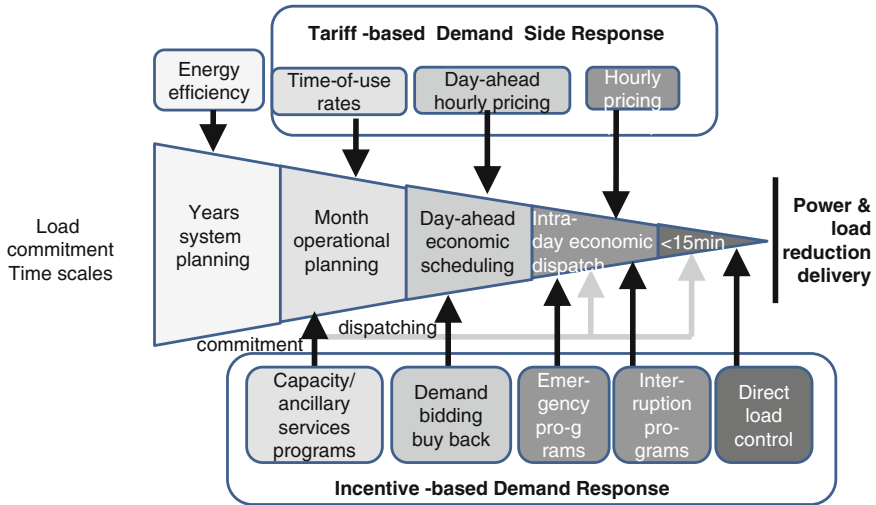 Tariff -based Demand Side Response
Energy
efficiency
Time-of-use
rates
Day-ahead
hourly pricing
Hourly
pricing
Load
commitment
Time scales
Years
system
planning
Month
operational
planning
Day-ahead
economic
scheduling
Intra-
day economic
dispatch
<15min
Power &
load
reduction
delivery
commitment
dispatching
Capacity/
ancillary
services
programs
Demand
bidding
buy back
Emer-
gency
pro-g
rams
Inter-
ruption
pro-
grams
Direct
load
control
Incentive -based Demand Response